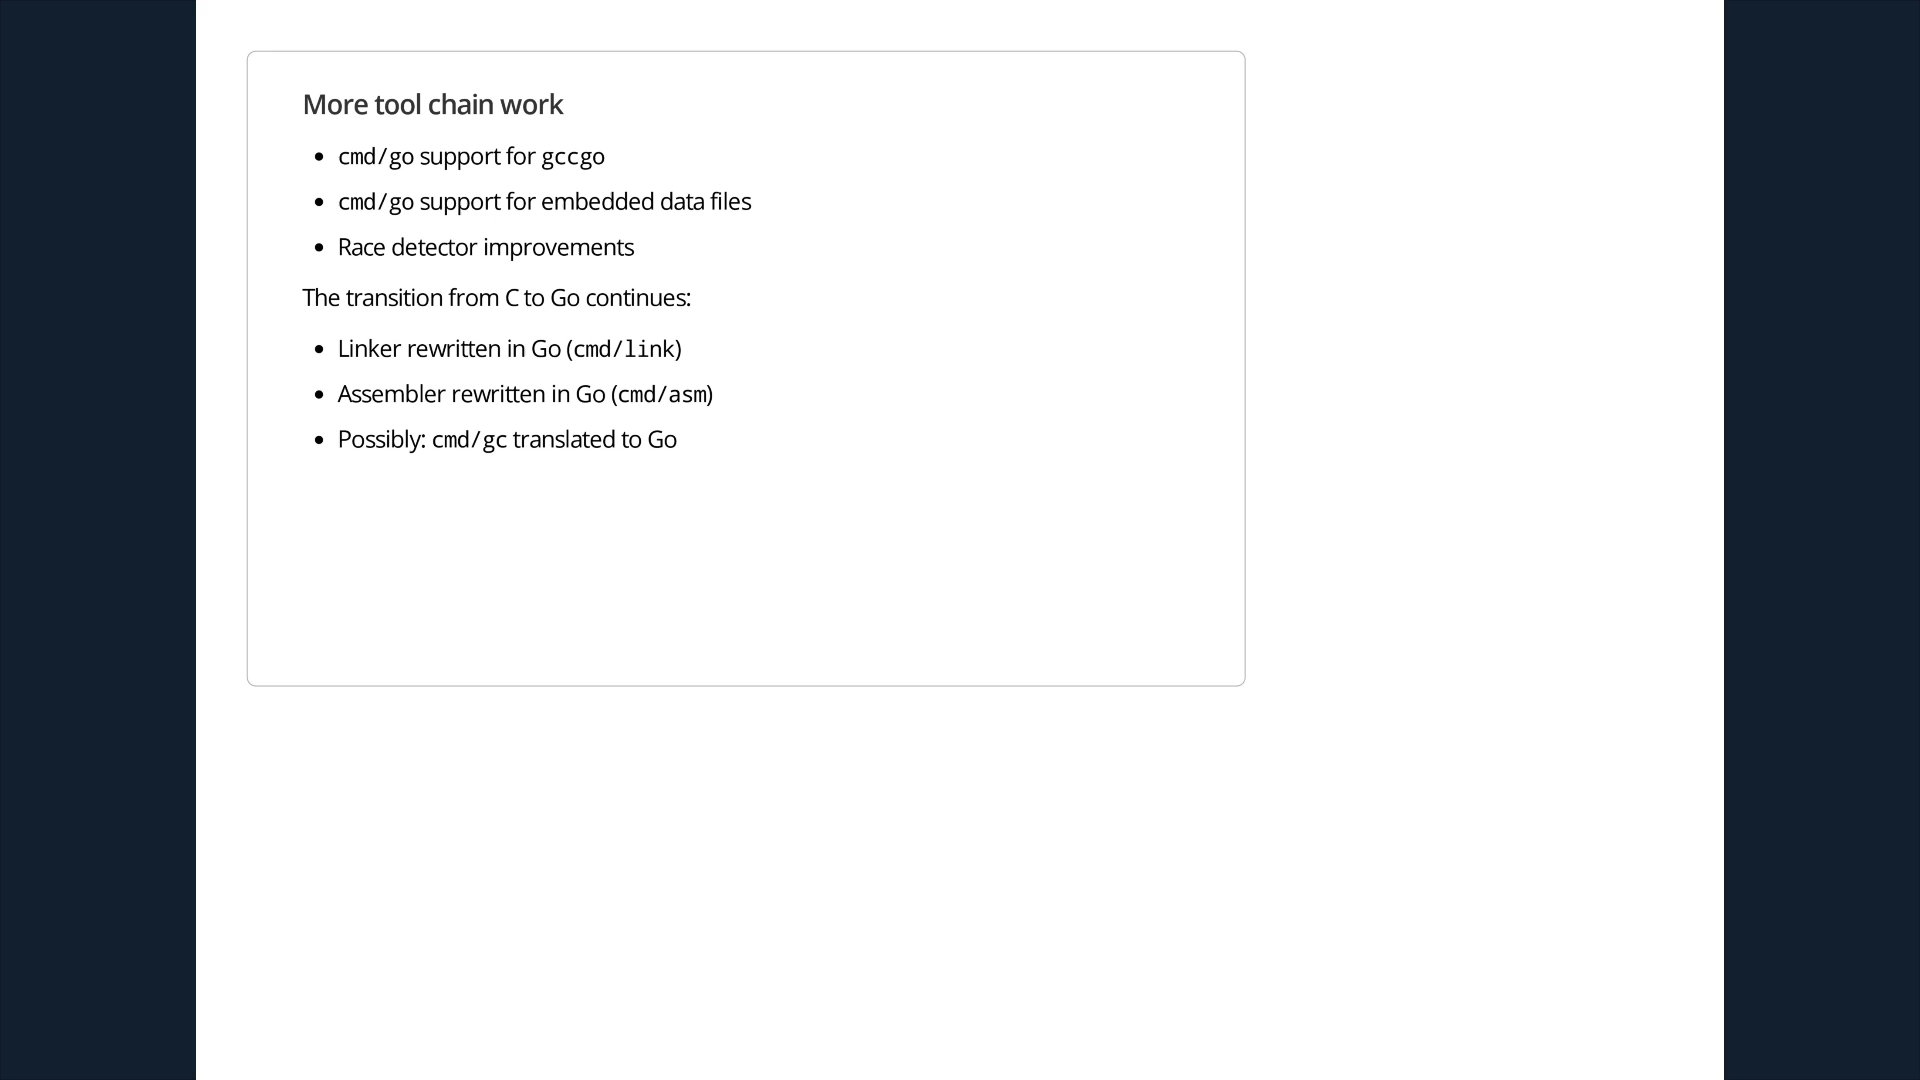 More tool chain work
• cmd/go support for gccgo
• cmd/go support for embedded data files
• Race detector improvements
The transition from C to Go continues:
• Linker rewritten in Go (cmd/link)
• Assembler rewritten in Go (cmd/asm)
• Possibly: cmd/gc translated to Go